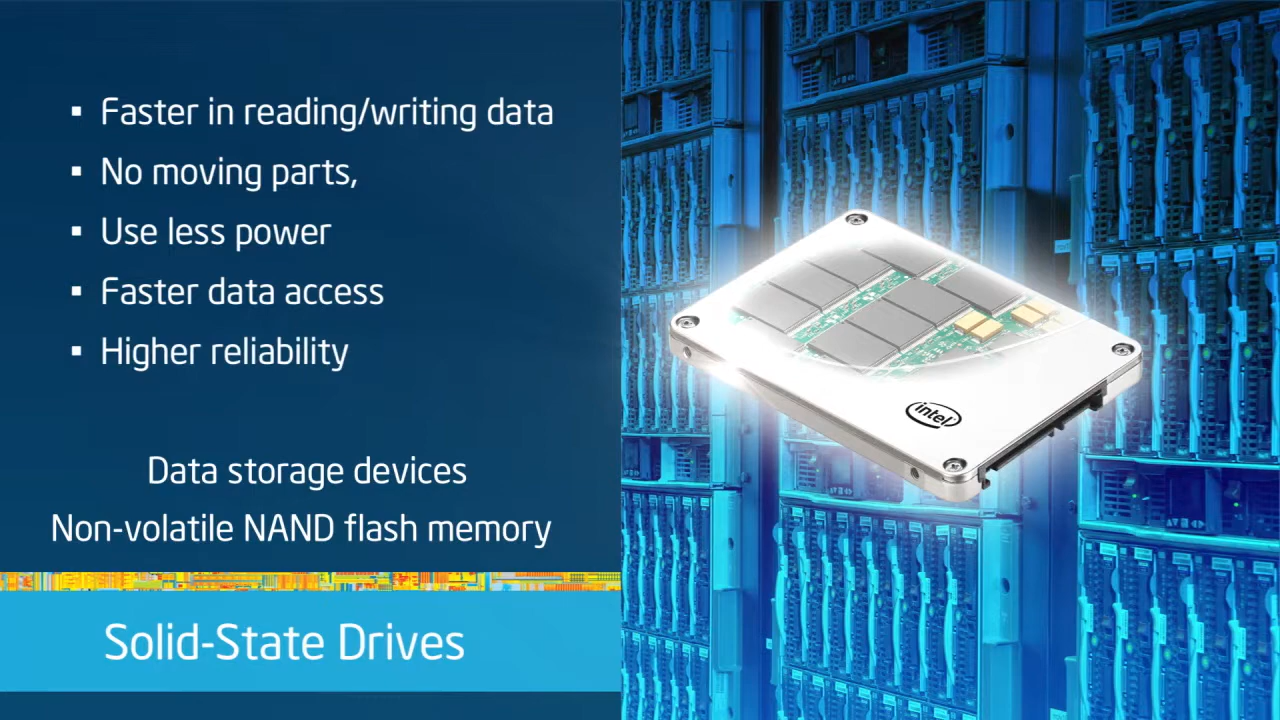 ▪ Faster in reading/writing data
▪ No moving parts,
▪ Use less power
▪ Faster data access
▪ Higher reliability
Data storage devices
Non-volatile NAND flash memory
Solid-State Drives
intel